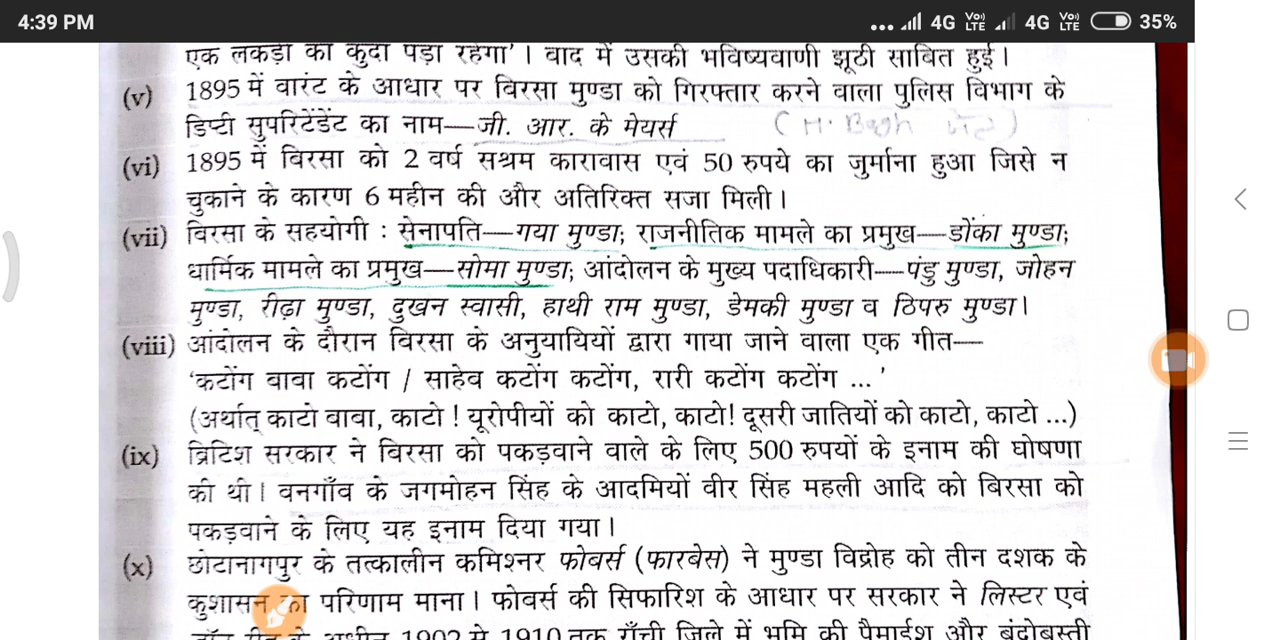 4:39 PM
4G VoLTE 4G VoLTE 35%
एक लकड़ी का कुंदा पड़ा रहेगा'। बाद में उसकी भविष्यवाणी झूठी साबित हुई।
(v) 1895 में वारंट के आधार पर बिरसा मुण्डा को गिरफ्तार करने वाला पुलिस विभाग के
डिप्टी सुपरिटेंडेंट का नाम—जी. आर. के मेयर्स
(vi) 1895 में बिरसा को 2 वर्ष सश्रम कारावास एवं 50 रुपये का जुर्माना हुआ जिसे न
चुकाने के कारण 6 महीन की और अतिरिक्त सजा मिली।
(vii) बिरसा के सहयोगी : सेनापति—गया मुण्डा; राजनीतिक मामले का प्रमुख—डोंका मुण्डा;
धार्मिक मामले का प्रमुख—सोमा मुण्डा; आंदोलन के मुख्य पदाधिकारी—पंडु मुण्डा, जोहन
मुण्डा, रीढ़ा मुण्डा, दुखन स्वासी, हाथी राम मुण्डा, डेमकी मुण्डा व ठिपरु मुण्डा।
(viii) आंदोलन के दौरान बिरसा के अनुयायियों द्वारा गाया जाने वाला एक गीत—
'कटोंग बाबा कटोंग / साहेब कटोंग कटोंग, रारी कटोंग कटोंग ... '
(अर्थात् काटो बाबा, काटो ! यूरोपीयों को काटो, काटो! दूसरी जातियों को काटो, काटो ...)
(ix) ब्रिटिश सरकार ने बिरसा को पकड़वाने वाले के लिए 500 रुपयों के इनाम की घोषणा
की थी। वनगाँव के जगमोहन सिंह के आदमियों वीर सिंह महली आदि को बिरसा को
पकड़वाने के लिए यह इनाम दिया गया।
(x) छोटानागपुर के तत्कालीन कमिश्नर फोबर्स (फारबेस) ने मुण्डा विद्रोह को तीन दशक के
कुशासन का परिणाम माना। फोवर्स की सिफारिश के आधार पर सरकार ने लिस्टर एवं
के अधीन 1902 से 1910 तक राँची जिले में भूमि की पैमाईश और बंदोबस्ती